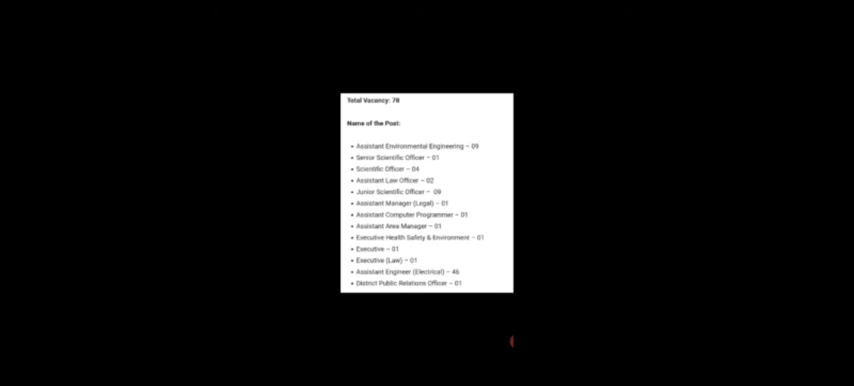 Total Vacancy: 78
Name of the Post:
• Assistant Environmental Engineering – 09
• Senior Scientific Officer – 01
• Scientific Officer – 04
• Assistant Law Officer – 02
• Junior Scientific Officer – 09
• Assistant Manager (Legal) – 01
• Assistant Computer Programmer – 01
• Assistant Area Manager – 01
• Executive Health Safety & Environment – 01
• Executive – 01
• Executive (Law) – 01
• Assistant Engineer (Electrical) – 46
• District Public Relations Officer – 01